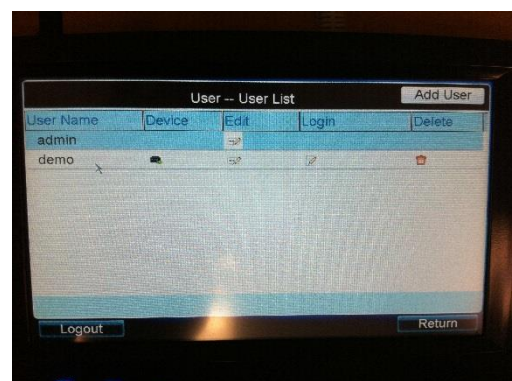 User -- User List Add User
User Name Device Edit Login Delete
admin
demo
Logout Return